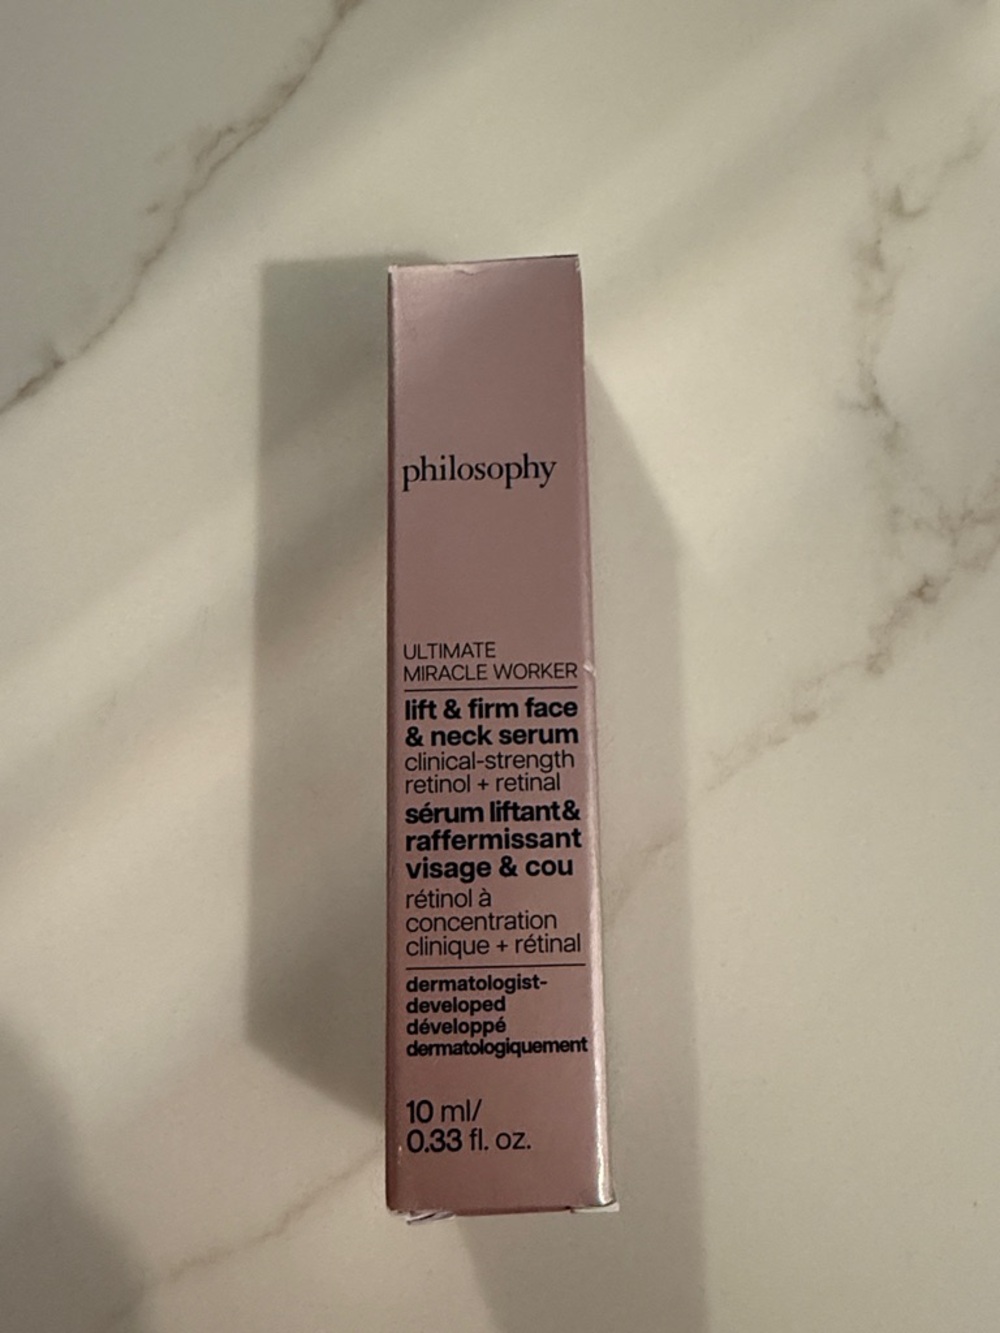 philosophy
ULTIMATE
MIRACLE WORKER
lift & firm face
& neck serum
clinical-strength
retinol + retinal
sérum liftant&
raffermissant
visage & cou
rétinol à
concentration
clinique + rétinal
dermatologist-
developed
développé
dermatologiquement
10 ml/
0.33 fl. oz.